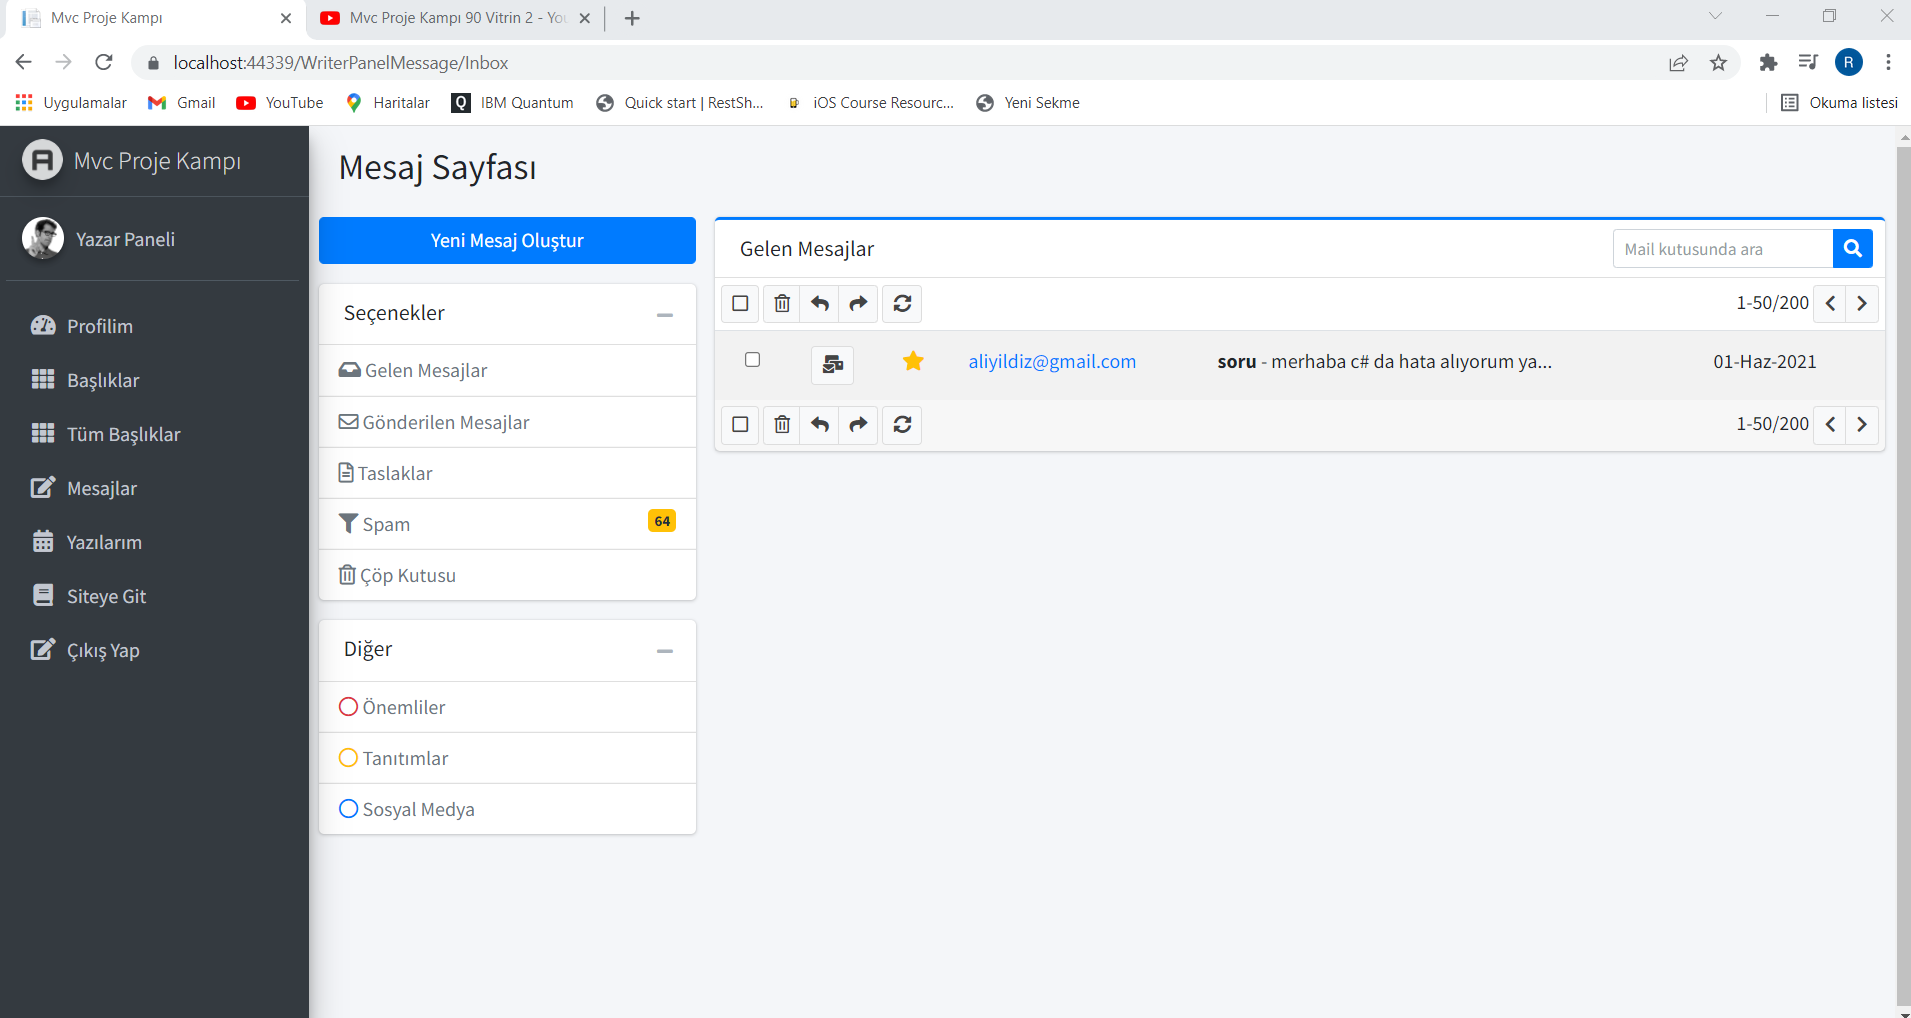 Mvc Proje Kampı
Mvc Proje Kampı 90 Vitrin 2 - You
localhost:44339/WriterPanelMessage/Inbox
R
Uygulamalar
Gmail
YouTube
Haritalar
Q
IBM Quantum
Quick start | RestSh...
iOS Course Resourc...
Yeni Sekme
Okuma listesi
A
Mvc Proje Kampı
Yazar Paneli
Profilim
Başlıklar
Tüm Başlıklar
Mesajlar
Yazılarım
Siteye Git
Çıkış Yap
Mesaj Sayfası
Yeni Mesaj Oluştur
Seçenekler
Gelen Mesajlar
Gönderilen Mesajlar
Taslaklar
Spam 64
Çöp Kutusu
Diğer
Önemliler
Tanıtımlar
Sosyal Medya
Gelen Mesajlar
Mail kutusunda ara
1-50/200
aliyildiz@gmail.com soru - merhaba c# da hata alıyorum ya... 01-Haz-2021
1-50/200